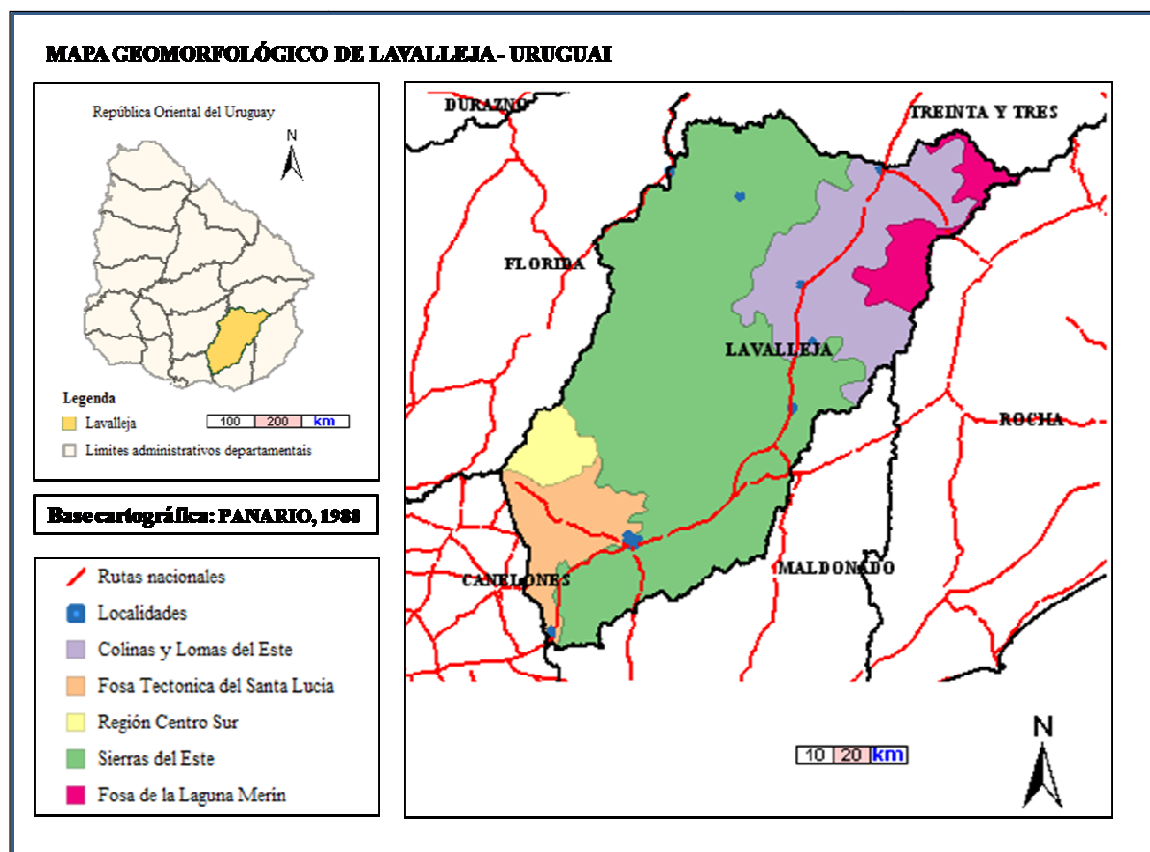 MAPA GEOMORFOLÓGICO DE LAVALLEJA - URUGUAI
República Oriental del Uruguay
N
Legenda
Lavalleja
100 200 km
Limites administrativos departamentais
Basecartográfica: PANARIO, 1988
Rutas nacionales
Localidades
Colinas y Lomas del Este
Fosa Tectonica del Santa Lucia
Región Centro Sur
Sierras del Este
Fosa de la Laguna Merin
DURAZNO
TREINTA Y TRES
FLORIDA
LAVALLEJA
ROCHA
CANELONES
MALDONADO
N
10 20 km